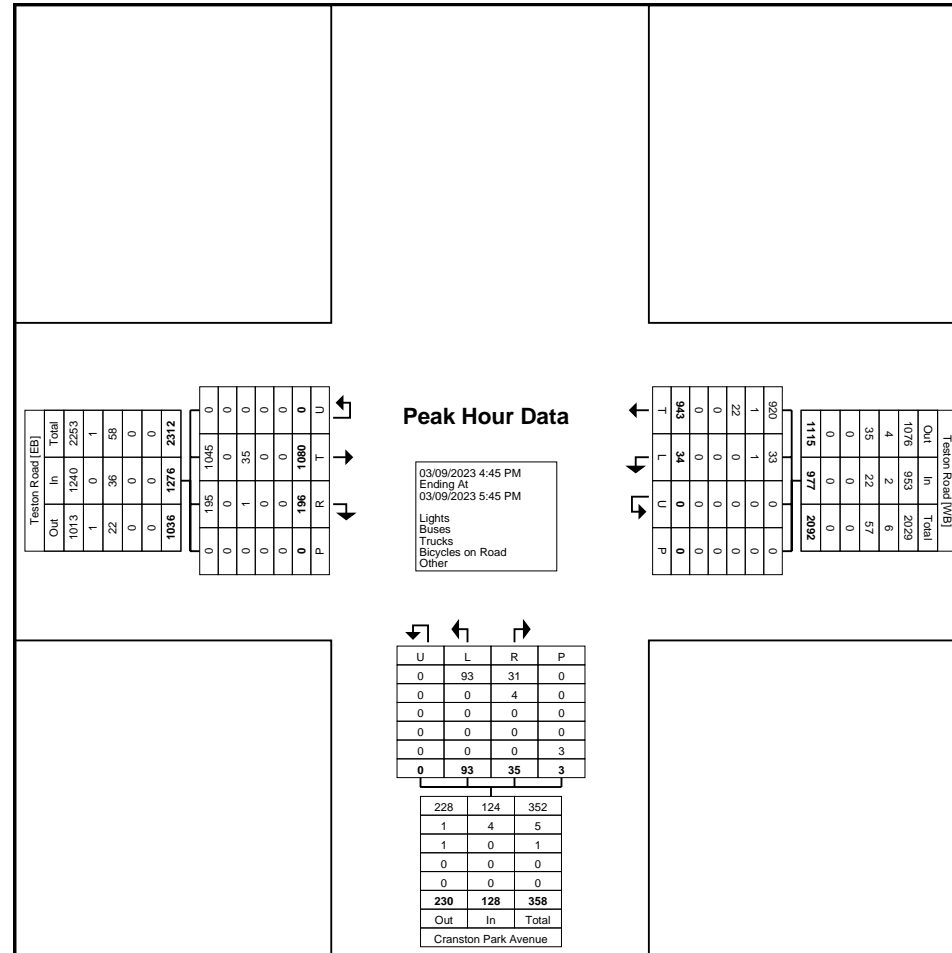 Teston Road [EB]
Out In Total
1013 1240 2253
1 0 1
22 36 58
0 0 0
0 0 0
1036 1276 2312
0 195 1045 0
0 0 0 0
0 1 35 0
0 0 0 0
0 0 0 0
0 196 1080 0
P R T U
Peak Hour Data
03/09/2023 4:45 PM
Ending At
03/09/2023 5:45 PM
Lights
Buses
Trucks
Bicycles on Road
Other
Teston Road [WB]
Out In Total
1076 953 2029
4 2 6
35 22 57
0 0 0
0 0 0
1115 977 2092
920 33 0 0
1 1 0 0
22 0 0 0
0 0 0 0
0 0 0 0
943 34 0 0
T L U P
U L R P
0 93 31 0
0 0 4 0
0 0 0 0
0 0 0 0
0 0 0 3
0 93 35 3
228 124 352
1 4 5
1 0 1
0 0 0
0 0 0
230 128 358
Out In Total
Cranston Park Avenue